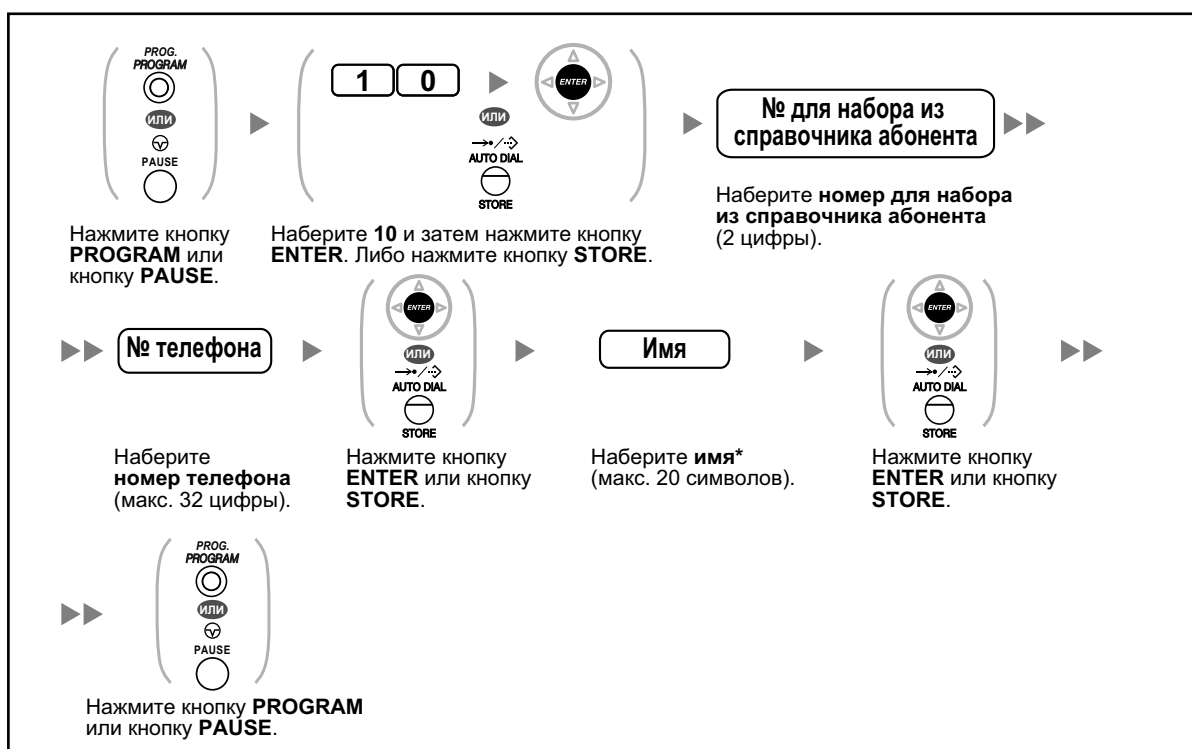 PROG.
PROGRAM
ИЛИ
PAUSE
Нажмите кнопку
PROGRAM или
кнопку PAUSE.
1 0
ENTER
ИЛИ
AUTO DIAL
STORE
Наберите 10 и затем нажмите кнопку
ENTER. Либо нажмите кнопку STORE.
№ для набора из
справочника абонента
Наберите номер для набора
из справочника абонента
(2 цифры).
№ телефона
Наберите
номер телефона
(макс. 32 цифры).
ENTER
ИЛИ
AUTO DIAL
STORE
Нажмите кнопку
ENTER или кнопку
STORE.
Имя
Наберите имя*
(макс. 20 символов).
ENTER
ИЛИ
AUTO DIAL
STORE
Нажмите кнопку
ENTER или кнопку
STORE.
PROG.
PROGRAM
ИЛИ
PAUSE
Нажмите кнопку PROGRAM
или кнопку PAUSE.